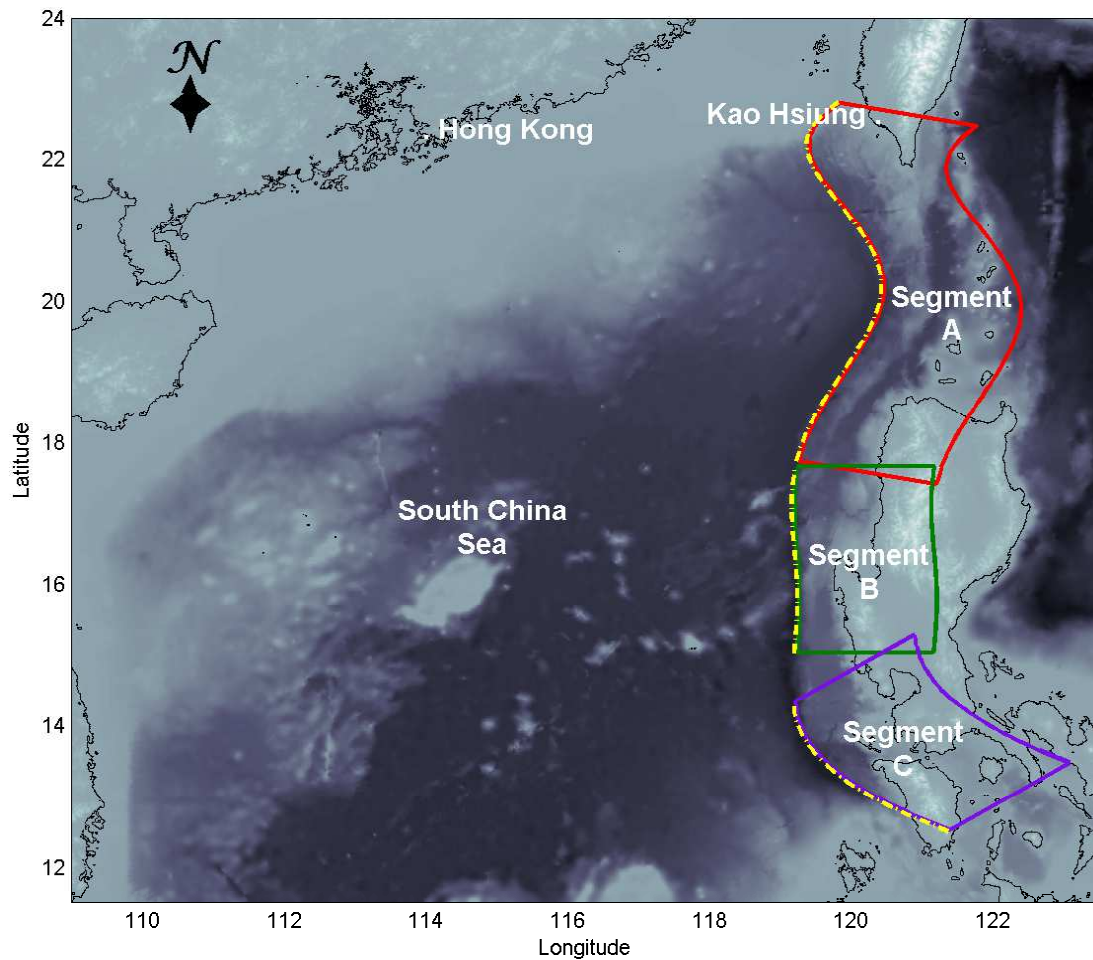 24
N
Kao Hsiung
Hong Kong
22
20
Segment
A
18
South China
Sea
Segment
B
16
14
Segment
C
12
110 112 114 116 118 120 122
Longitude
Latitude